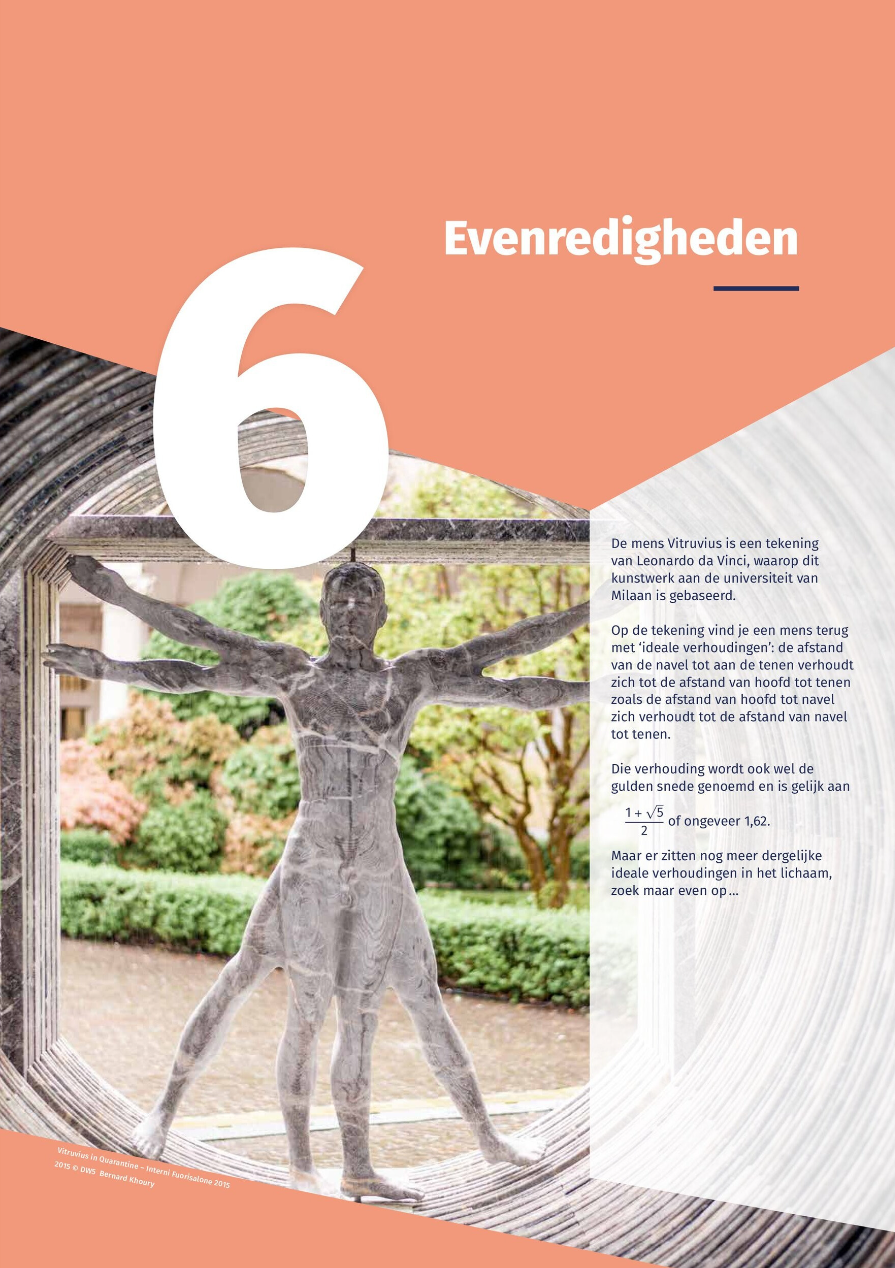 Evenredigheden
6
De mens Vitruvius is een tekening
van Leonardo da Vinci, waarop dit
kunstwerk aan de universiteit van
Milaan is gebaseerd.
Op de tekening vind je een mens terug
met ‘ideale verhoudingen’: de afstand
van de navel tot aan de tenen verhoudt
zich tot de afstand van hoofd tot tenen
zoals de afstand van hoofd tot navel
zich verhoudt tot de afstand van navel
tot tenen.
Die verhouding wordt ook wel de
gulden snede genoemd en is gelijk aan
(1 + √5)/2 of ongeveer 1,62.
Maar er zitten nog meer dergelijke
ideale verhoudingen in het lichaam,
zoek maar even op ...
Vitruvius in Quarantine – Interni Fuorisalone 2015
2015 © DW5 Bernard Khoury